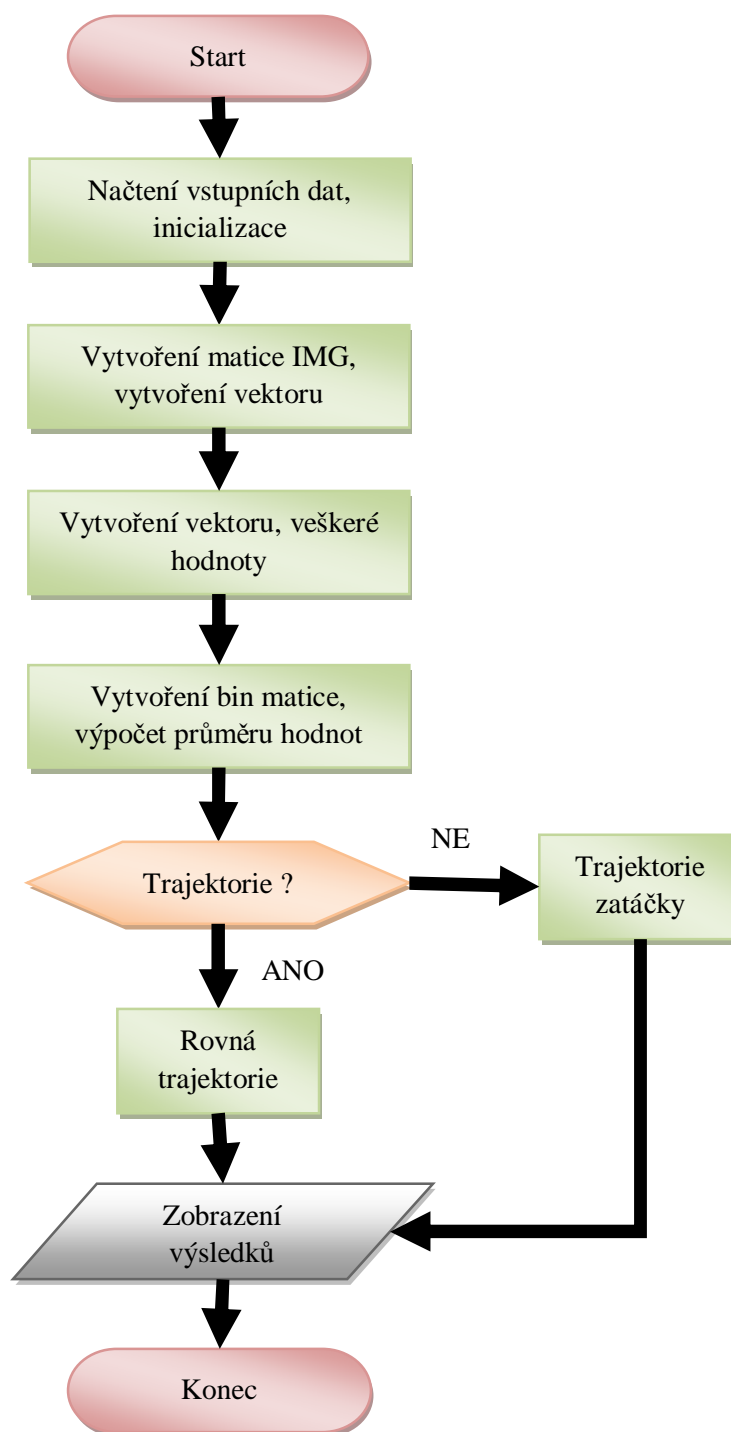 Start
Načtení vstupních dat,
inicializace
Vytvoření matice IMG,
vytvoření vektoru
Vytvoření vektoru, veškeré
hodnoty
Vytvoření bin matice,
výpočet průměru hodnot
NE
Trajektorie ?
Trajektorie
zatáčky
ANO
Rovná
trajektorie
Zobrazení
výsledků
Konec